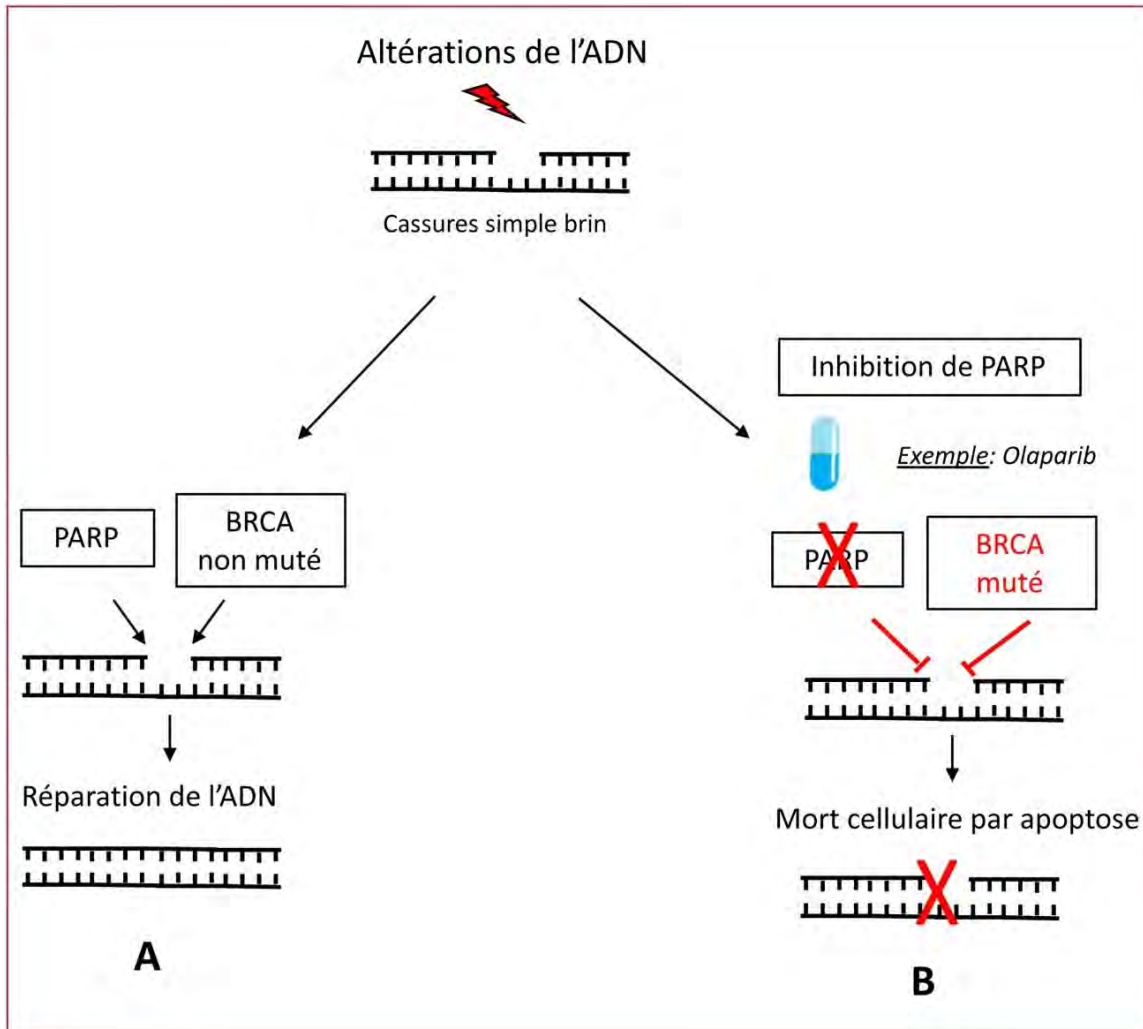 Altérations de l'ADN
Cassures simple brin
PARP
BRCA
non muté
Réparation de l'ADN
A
Inhibition de PARP
Exemple: Olaparib
PARP
BRCA
muté
Mort cellulaire par apoptose
B